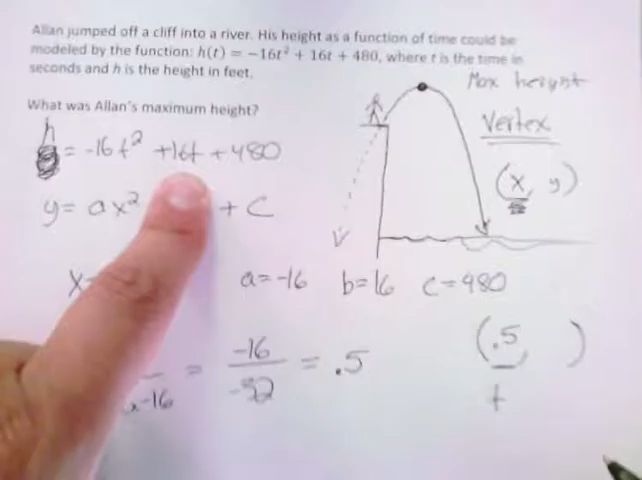 Allan jumped off a cliff into a river. His height as a function of time could be
modeled by the function: h(t) = −16t² + 16t + 480, where t is the time in
seconds and h is the height in feet.
Max height
What was Allan's maximum height?
Vertex
h = -16t² +16t +480
(x, y)
y = ax² + C
x=
a=-16 b=16 c=480
-16 = -16/-32 = .5
(.5, )
t